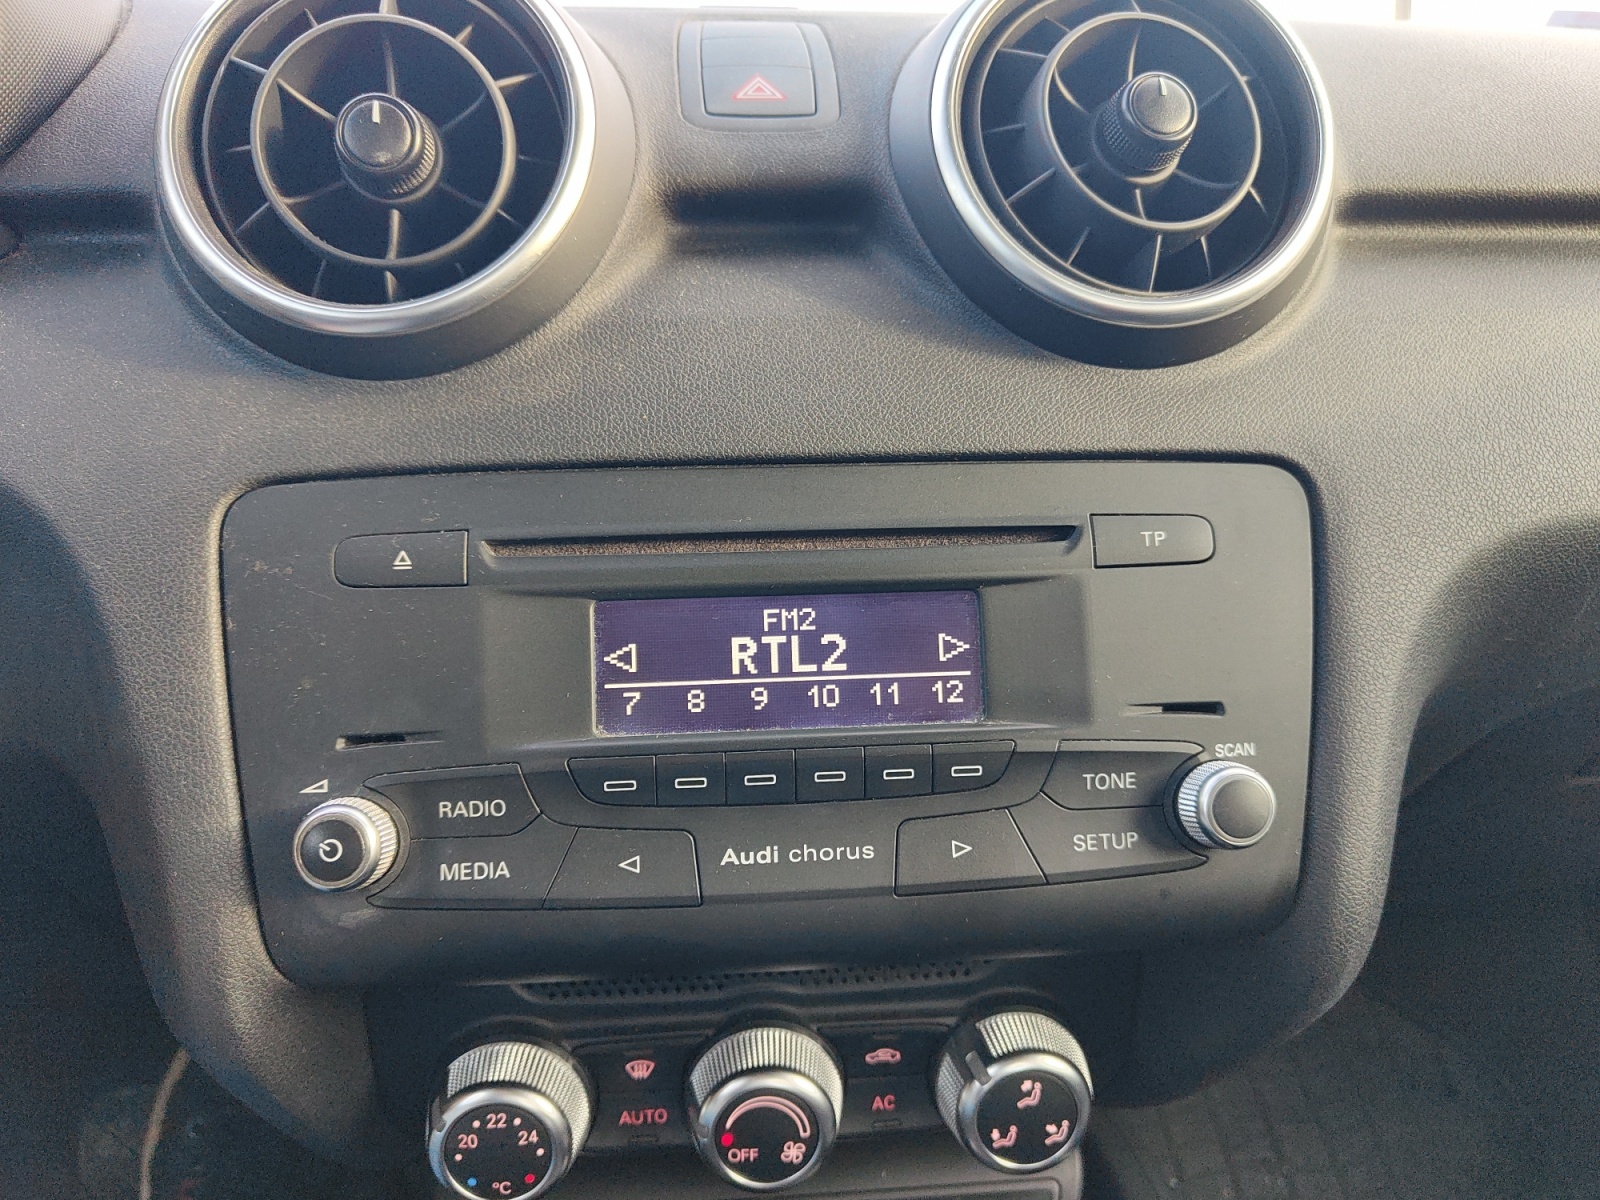 TP
FM2
RTL2
7 8 9 10 11 12
SCAN
RADIO
TONE
MEDIA
Audi chorus
SETUP
AUTO
AC
20 22 24
°C
OFF